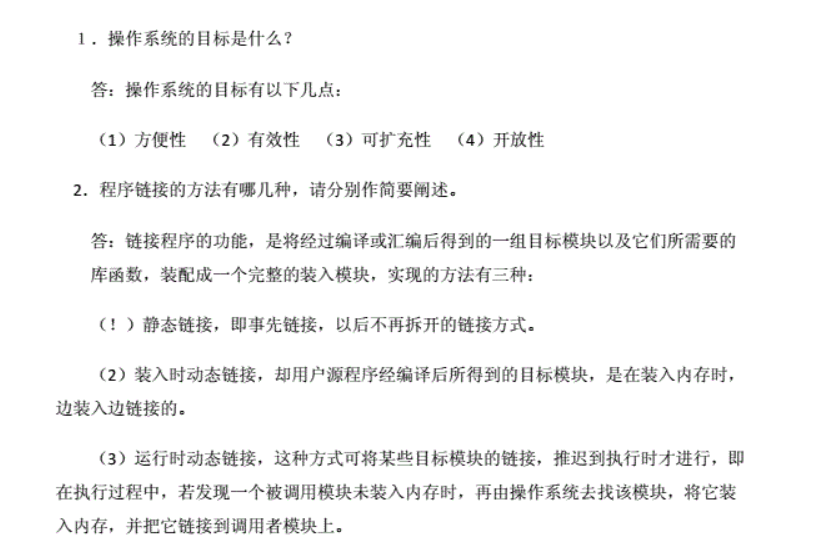 1．操作系统的目标是什么？
答：操作系统的目标有以下几点：
（1）方便性 （2）有效性 （3）可扩充性 （4）开放性
2．程序链接的方法有哪几种，请分别作简要阐述。
答：链接程序的功能，是将经过编译或汇编后得到的一组目标模块以及它们所需要的
库函数，装配成一个完整的装入模块，实现的方法有三种：
（！）静态链接，即事先链接，以后不再拆开的链接方式。
（2）装入时动态链接，却用户源程序经编译后所得到的目标模块，是在装入内存时，
边装入边链接的。
（3）运行时动态链接，这种方式可将某些目标模块的链接，推迟到执行时才进行，即
在执行过程中，若发现一个被调用模块未装入内存时，再由操作系统去找该模块，将它装
入内存，并把它链接到调用者模块上。